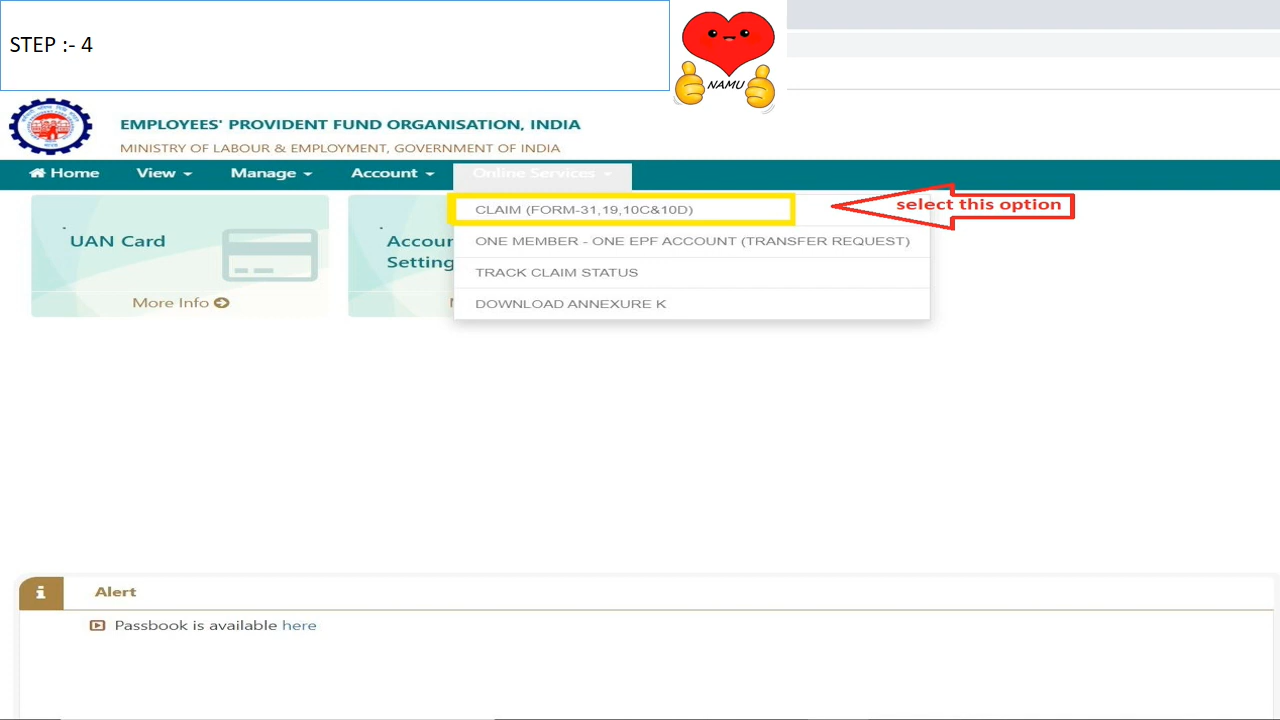 STEP :- 4
NAMU
EMPLOYEES' PROVIDENT FUND ORGANISATION, INDIA
MINISTRY OF LABOUR & EMPLOYMENT, GOVERNMENT OF INDIA
Home View Manage Account Online Services
CLAIM (FORM-31,19,10C&10D)
select this option
ONE MEMBER - ONE EPF ACCOUNT (TRANSFER REQUEST)
TRACK CLAIM STATUS
DOWNLOAD ANNEXURE K
UAN Card
More Info
Accoun
Setting
Alert
Passbook is available here